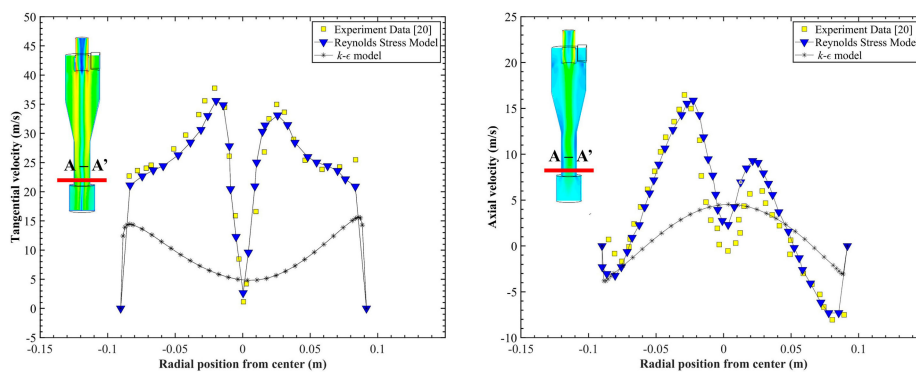 50
45
40
35
30
25
20
15
10
5
0
-5
Tangential velocity (m/s)
Experiment Data [20]
Reynolds Stress Model
k-ϵ model
A A'
-0.15 -0.1 -0.05 0 0.05 0.1 0.15
Radial position from center (m)
25
20
15
10
5
0
-5
-10
Axial velocity (m/s)
Experiment Data [20]
Reynolds Stress Model
k-ϵ model
A A'
-0.15 -0.1 -0.05 0 0.05 0.1 0.15
Radial position from center (m)